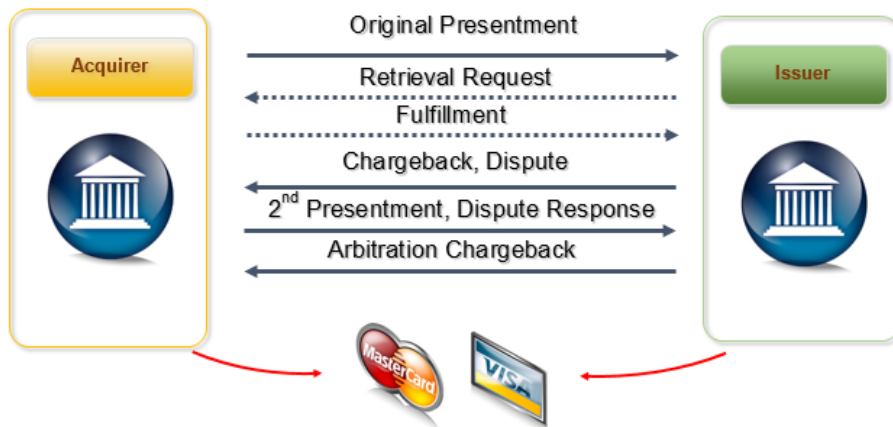 Original Presentment
Acquirer
Issuer
Retrieval Request
Fulfillment
Chargeback, Dispute
2nd Presentment, Dispute Response
Arbitration Chargeback
MasterCard
VISA